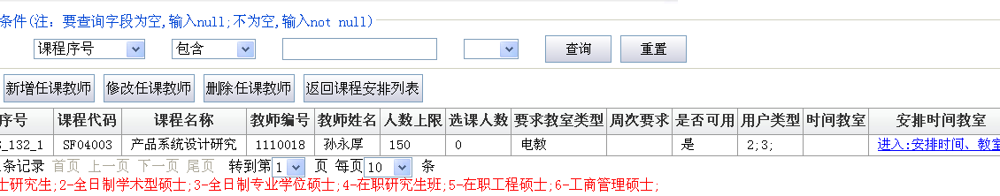 条件(注: 要查询字段为空,输入null;不为空,输入not null)
课程序号 包含 查询 重置
新增任课教师 修改任课教师 删除任课教师 返回课程安排列表
序号 课程代码 课程名称 教师编号 教师姓名 人数上限 选课人数 要求教室类型 周次要求 是否可用 用户类型 时间教室 安排时间教室
_132_1 SF04003 产品系统设计研究 1110018 孙永厚 150 0 电教 是 2;3; 进入:安排时间、教室
条记录 首页 上一页 下一页 尾页 转到第 1 页 每页 10 条
士研究生;2-全日制学术型硕士;3-全日制专业学位硕士;4-在职研究生班;5-在职工程硕士;6-工商管理硕士;